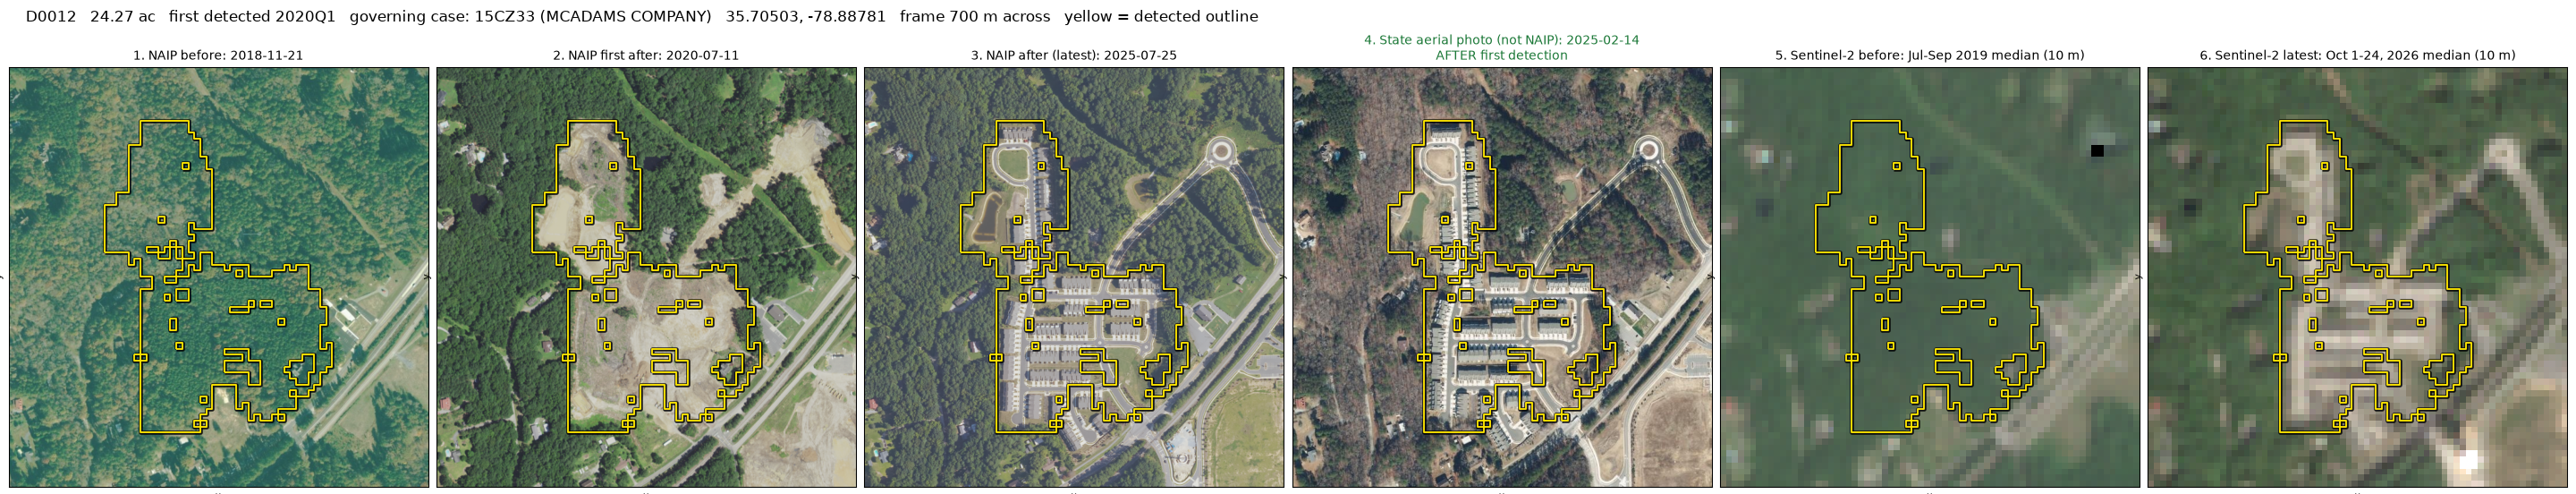 D0012 24.27 ac first detected 2020Q1 governing case: 15CZ33 (MCADAMS COMPANY) 35.70503, -78.88781 frame 700 m across yellow = detected outline
1. NAIP before: 2018-11-21
2. NAIP first after: 2020-07-11
3. NAIP after (latest): 2025-07-25
4. State aerial photo (not NAIP): 2025-02-14
AFTER first detection
5. Sentinel-2 before: Jul-Sep 2019 median (10 m)
6. Sentinel-2 latest: Oct 1-24, 2026 median (10 m)